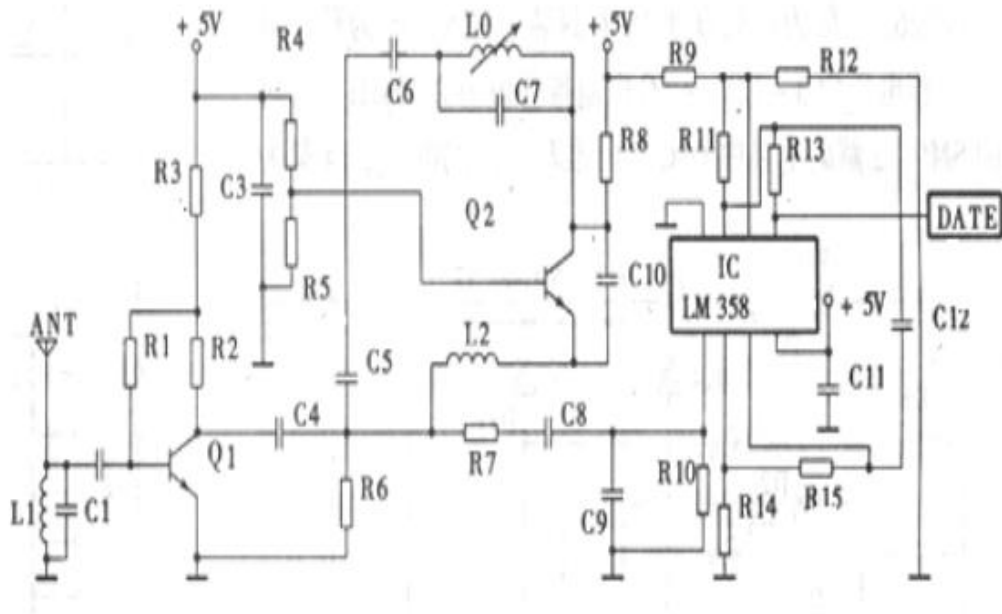 + 5V
R4
L0
+ 5V
R9
R12
C6
C7
R8
R11
R13
R3
C3
Q2
DATE
R5
C10
IC
LM 358
+ 5V
C12
ANT
R1
R2
L2
C5
C11
C4
C8
Q1
R7
R10
L1
C1
R6
C9
R14
R15